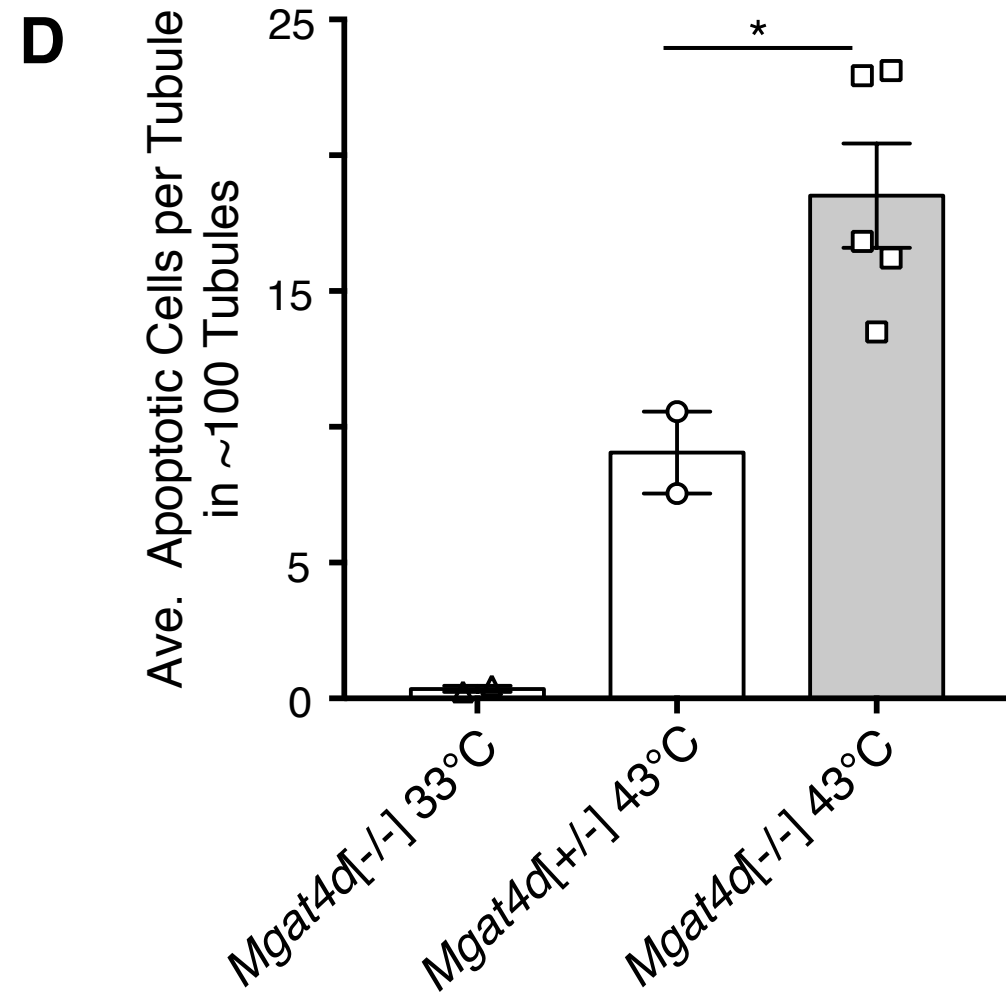 D
Ave.  Apoptotic Cells per Tubule
in ~100 Tubules
25
15
5
0
*
Mgat4d[-/-] 33°C
Mgat4d[+/-] 43°C
Mgat4d[-/-] 43°C